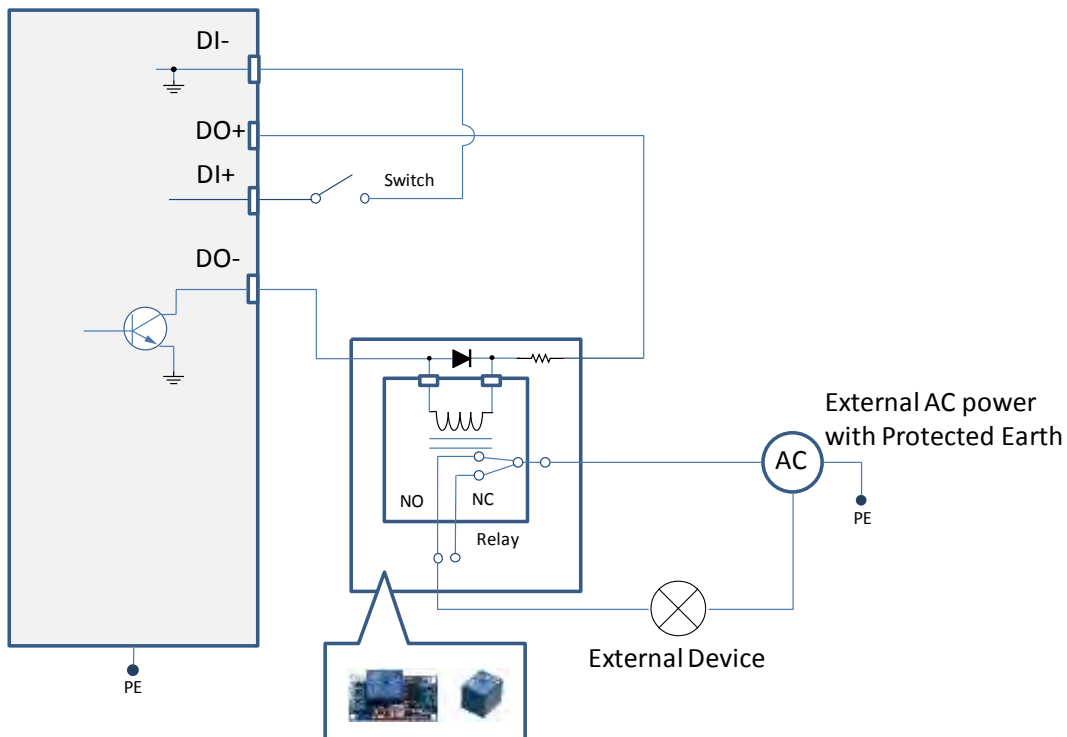 DI-
DO+
DI+
Switch
DO-
External AC power
with Protected Earth
AC
NO
NC
PE
Relay
External Device
PE